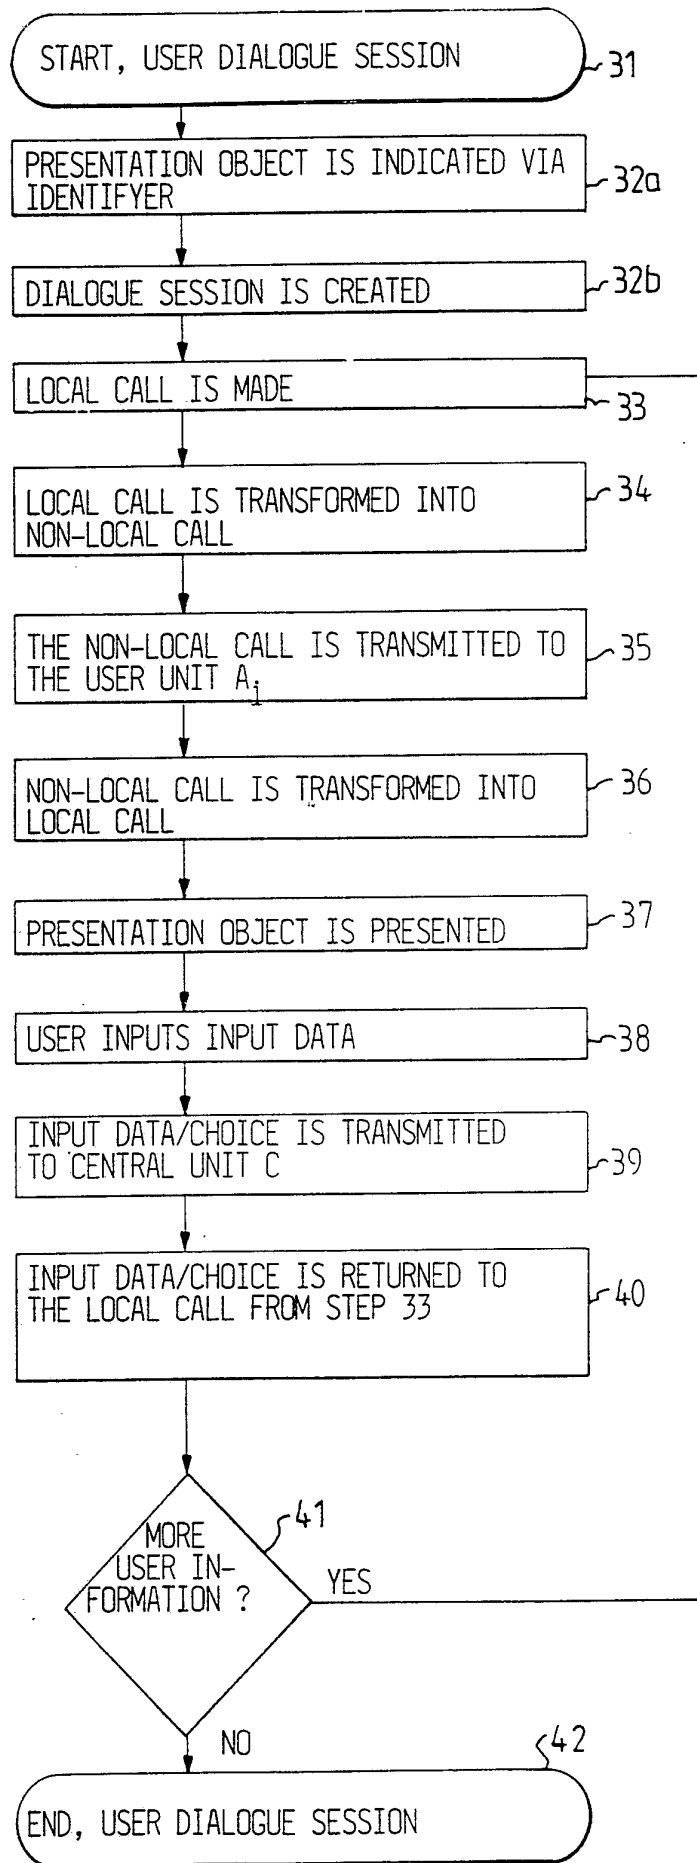 START, USER DIALOGUE SESSION
31
PRESENTATION OBJECT IS INDICATED VIA
IDENTIFYER
32a
DIALOGUE SESSION IS CREATED
32b
LOCAL CALL IS MADE
33
LOCAL CALL IS TRANSFORMED INTO
NON-LOCAL CALL
34
THE NON-LOCAL CALL IS TRANSMITTED TO
THE USER UNIT Aj
35
NON-LOCAL CALL IS TRANSFORMED INTO
LOCAL CALL
36
PRESENTATION OBJECT IS PRESENTED
37
USER INPUTS INPUT DATA
38
INPUT DATA/CHOICE IS TRANSMITTED
TO CENTRAL UNIT C
39
INPUT DATA/CHOICE IS RETURNED TO
THE LOCAL CALL FROM STEP 33
40
41
MORE
USER IN-
FORMATION ?
YES
NO
42
END, USER DIALOGUE SESSION